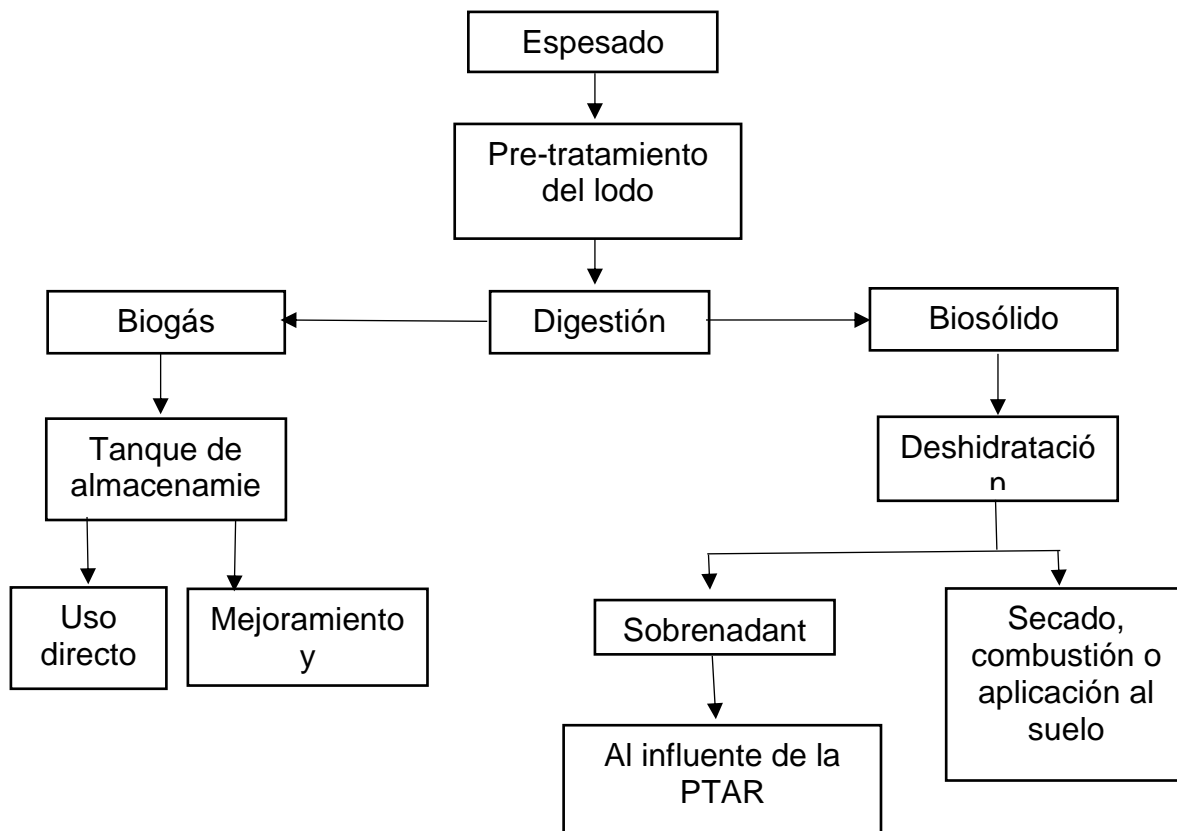 Espesado
Pre-tratamiento
del lodo
Biogás
Digestión
Biosólido
Tanque de
almacenamie
Deshidratació
n
Uso
directo
Mejoramiento
y
Sobrenadant
Secado,
combustión o
aplicación al
suelo
Al influente de la
PTAR